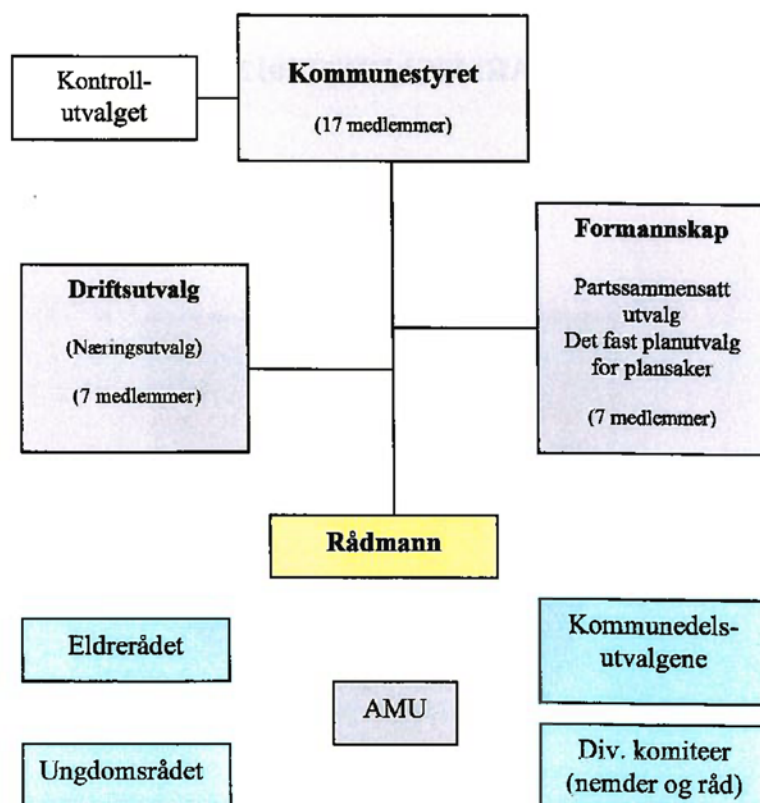 Kommunestyret
(17 medlemmer)
Kontroll-
utvalget
Formannskap
Partssammensatt
utvalg
Det fast planutvalg
for plansaker
(7 medlemmer)
Driftsutvalg
(Næringsutvalg)
(7 medlemmer)
Rådmann
Eldrerådet
Kommunedels-
utvalgene
AMU
Ungdomsrådet
Div. komiteer
(nemder og råd)